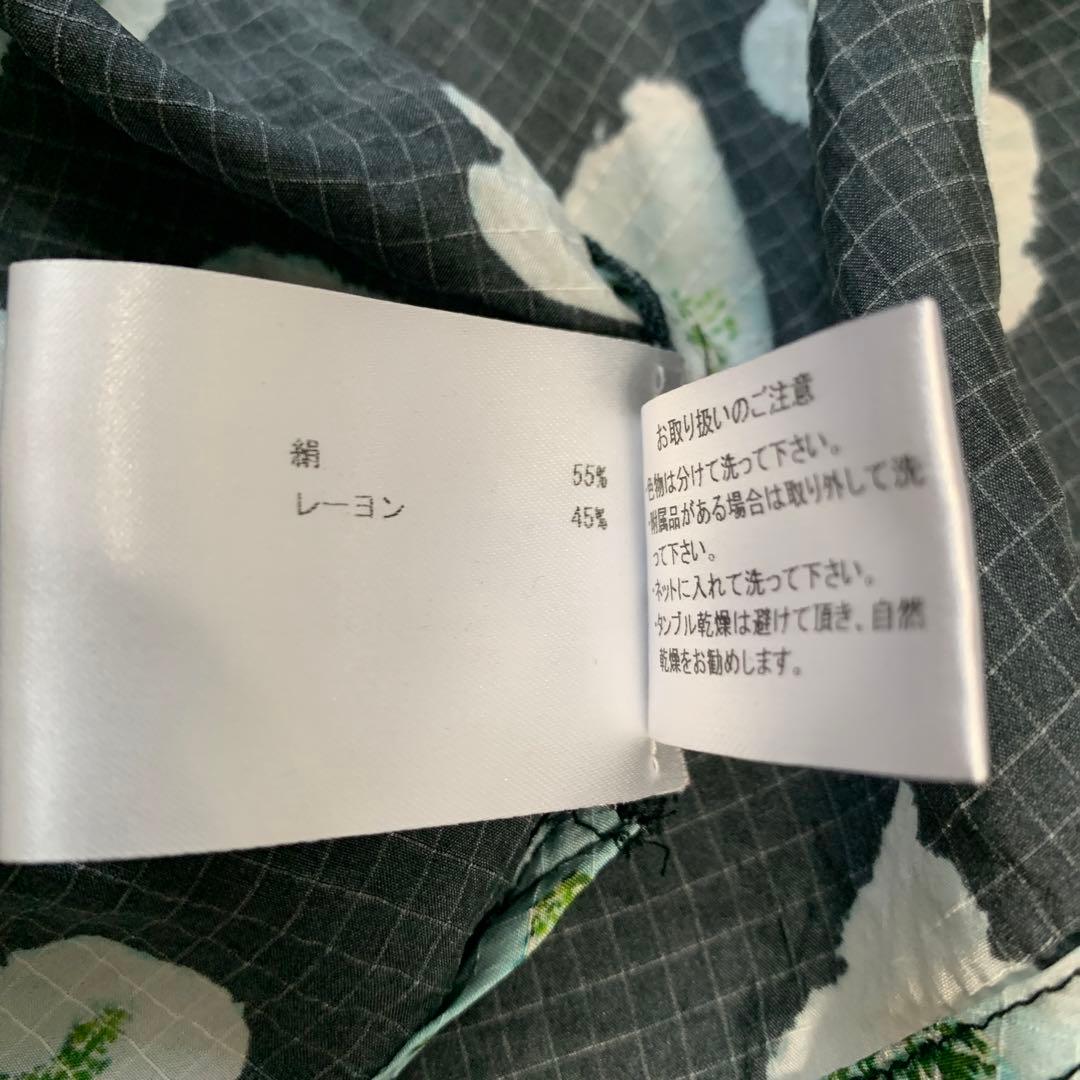 絹 55%
レーヨン 45%
お取り扱いのご注意
・色物は分けて洗って下さい。
・附属品がある場合は取り外して洗
って下さい。
・ネットに入れて洗って下さい。
・タンブル乾燥は避けて頂き、自然
乾燥をお勧めします。